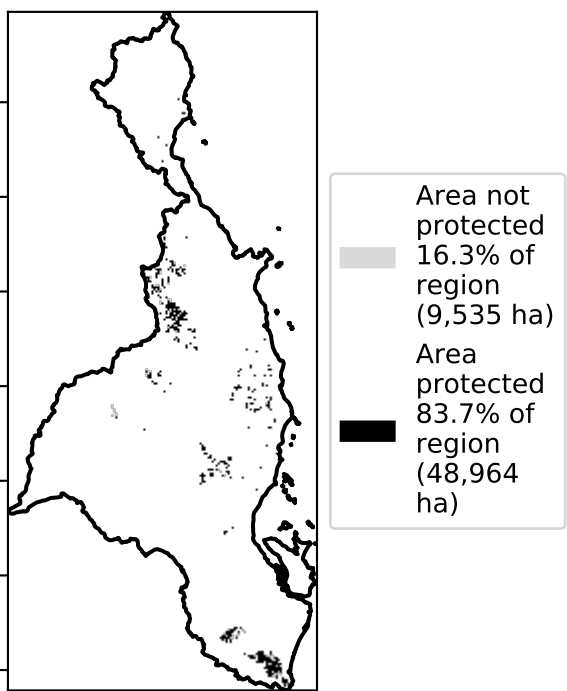 Area not
protected
16.3% of
region
(9,535 ha)
Area
protected
83.7% of
region
(48,964
ha)